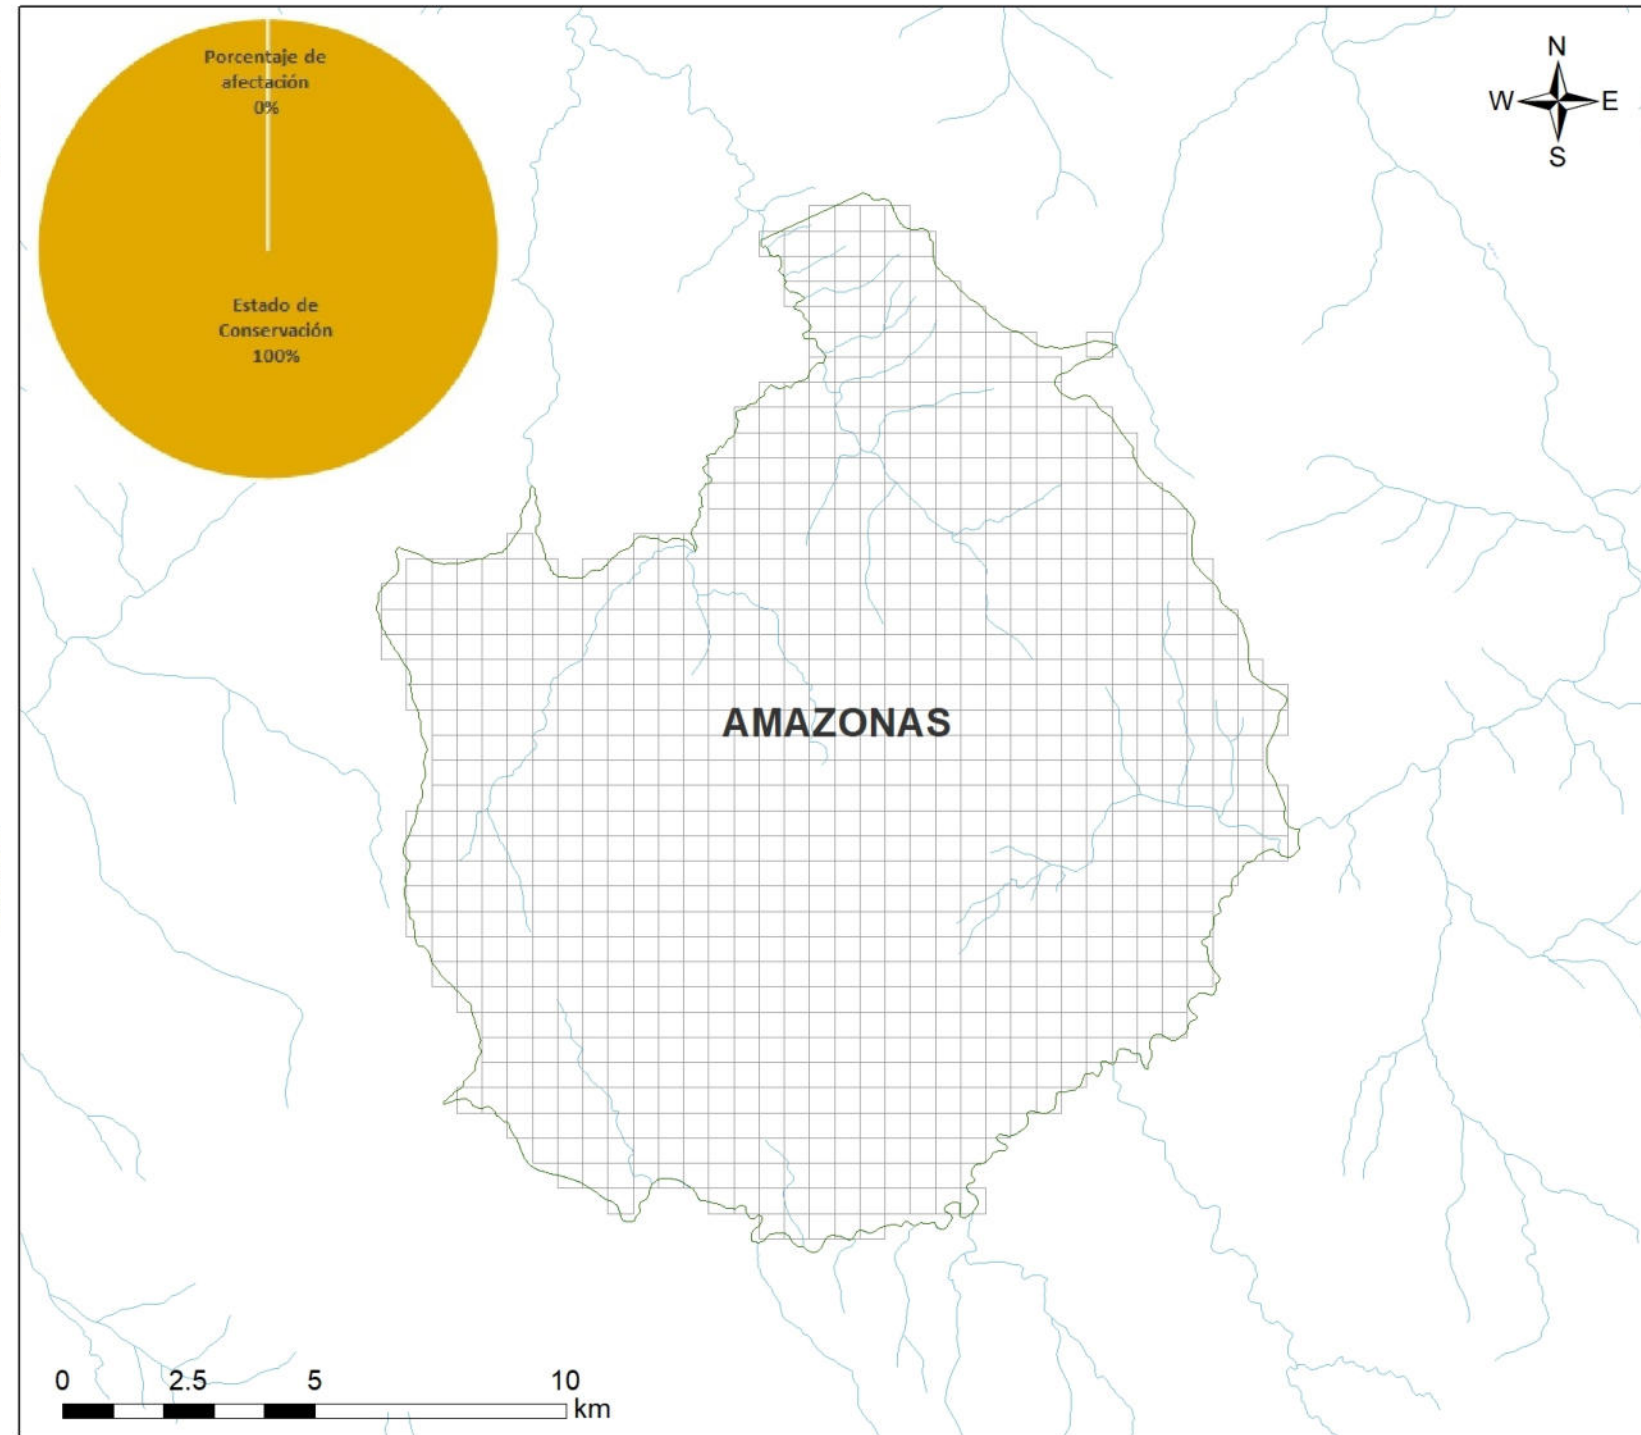 Porcentaje de
afectación
0%
Estado de
Conservación
100%
N
W E
S
AMAZONAS
0 2.5 5 10
km